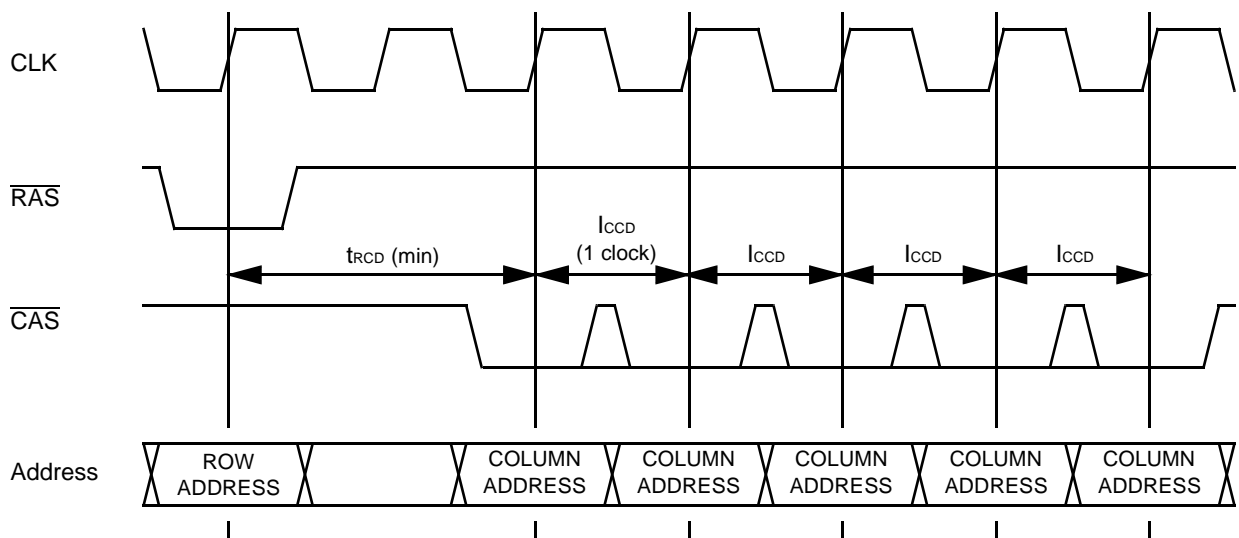 CLK
RAS
ICCD
(1 clock)
tRCD (min)
ICCD
ICCD
ICCD
CAS
Address
ROW
ADDRESS
COLUMN
ADDRESS
COLUMN
ADDRESS
COLUMN
ADDRESS
COLUMN
ADDRESS
COLUMN
ADDRESS